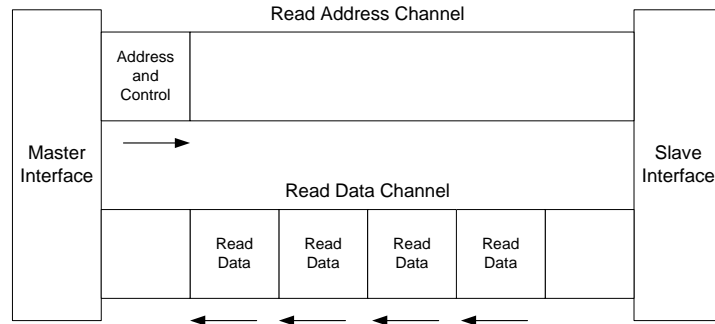 Read Address Channel
Address
and
Control
Master
Interface
Slave
Interface
Read Data Channel
Read
Data
Read
Data
Read
Data
Read
Data